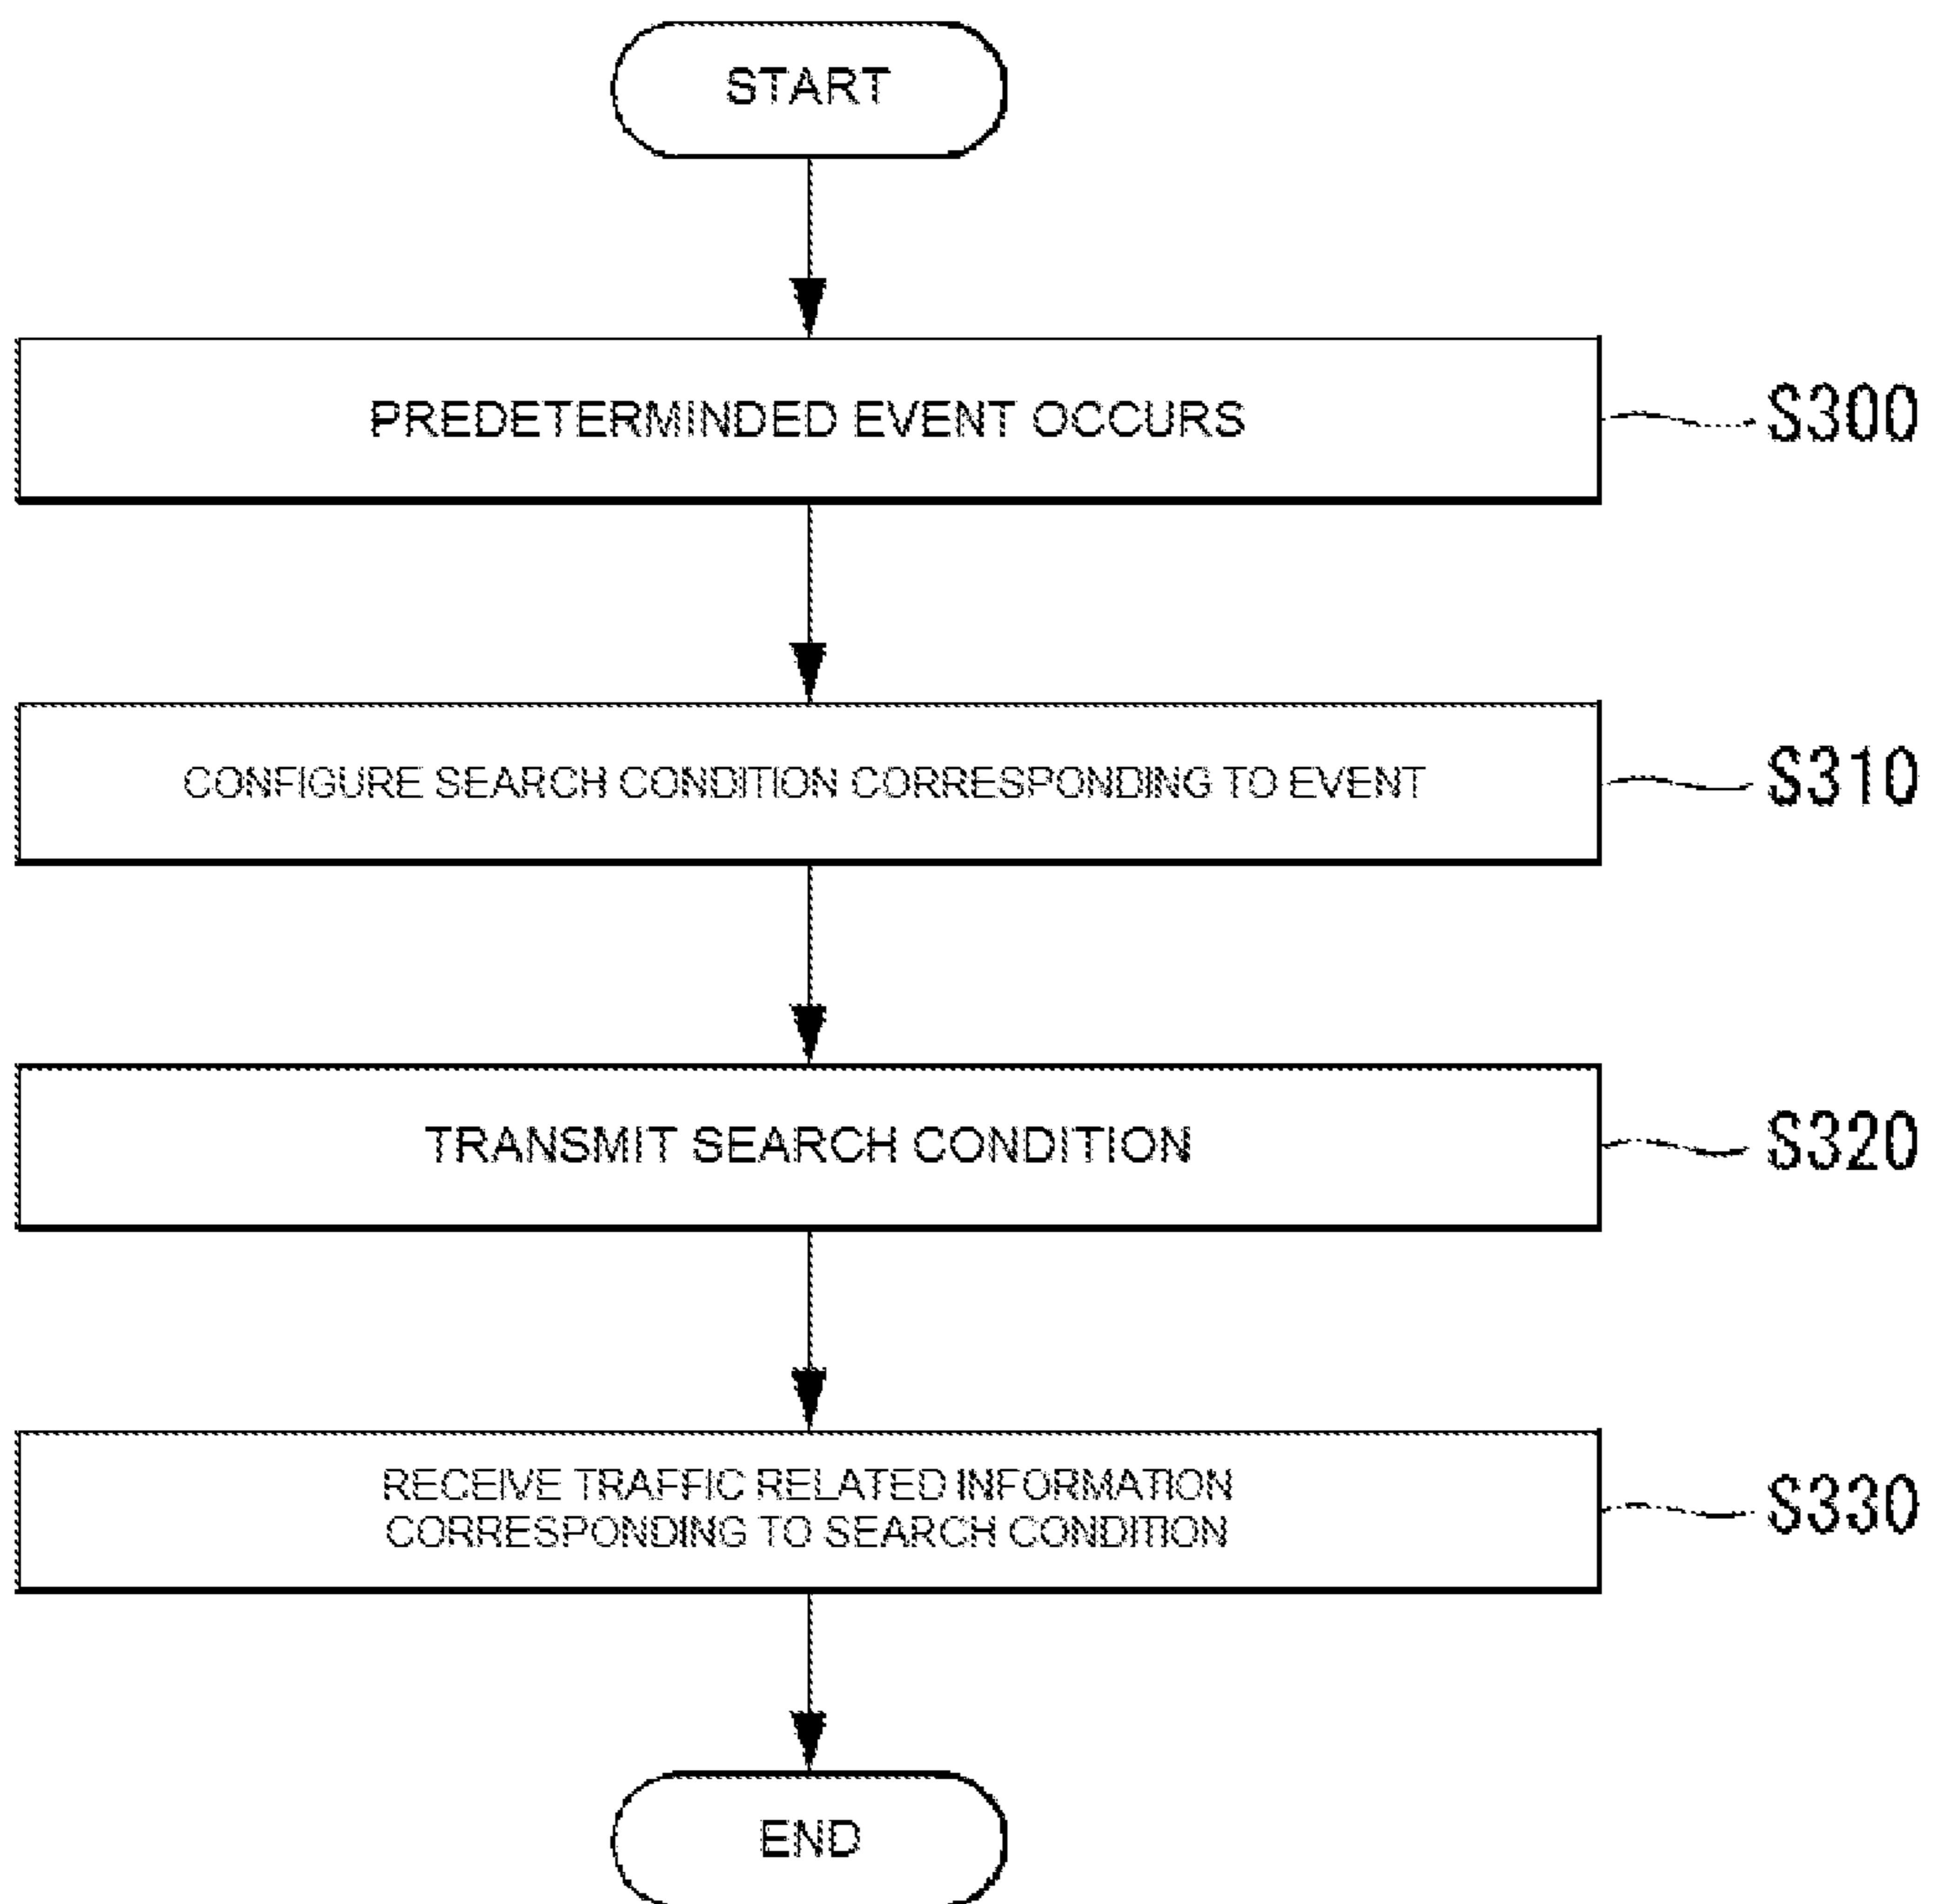 START
PREDETERMINDED EVENT OCCURS
S300
CONFIGURE SEARCH CONDITION CORRESPONDING TO EVENT
S310
TRANSMIT SEARCH CONDITION
S320
RECEIVE TRAFFIC RELATED INFORMATION
CORRESPONDING TO SEARCH CONDITION
S330
END